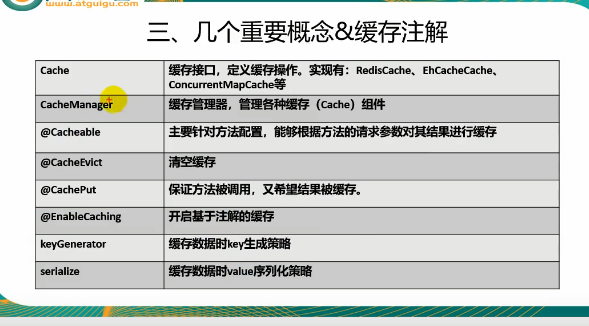 www.atguigu.com
三、几个重要概念&缓存注解
Cache 缓存接口，定义缓存操作。实现有：RedisCache、EhCacheCache、
ConcurrentMapCache等
CacheManager 缓存管理器，管理各种缓存（Cache）组件
@Cacheable 主要针对方法配置，能够根据方法的请求参数对其结果进行缓存
@CacheEvict 清空缓存
@CachePut 保证方法被调用，又希望结果被缓存。
@EnableCaching 开启基于注解的缓存
keyGenerator 缓存数据时key生成策略
serialize 缓存数据时value序列化策略